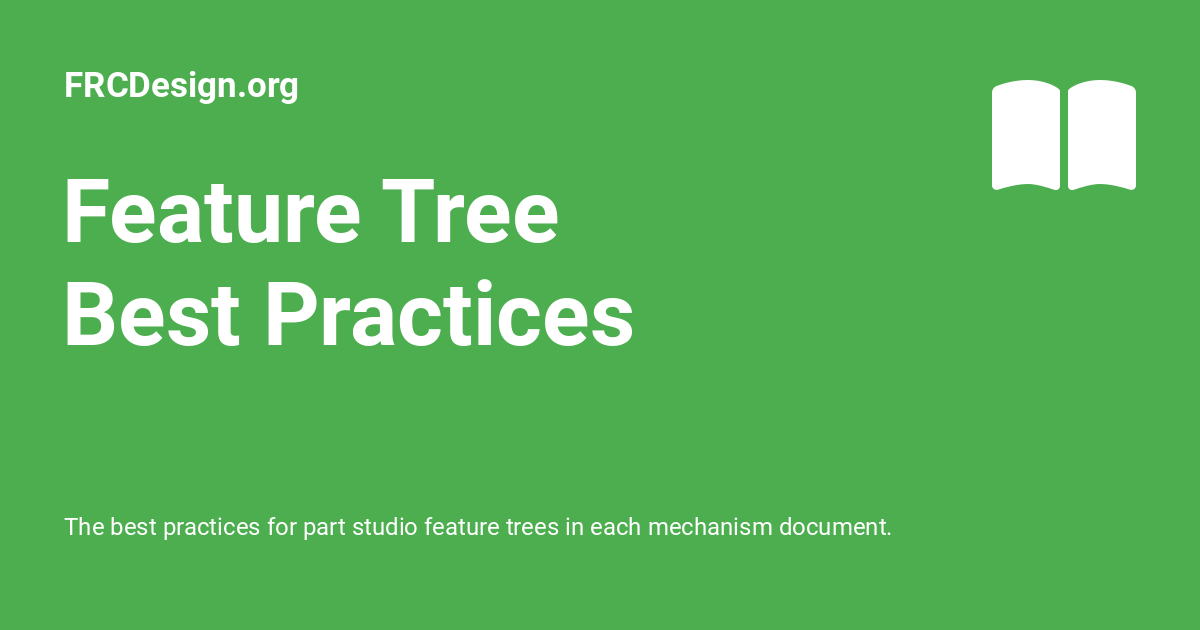 FRCDesign.org
Feature Tree
Best Practices
The best practices for part studio feature trees in each mechanism document.